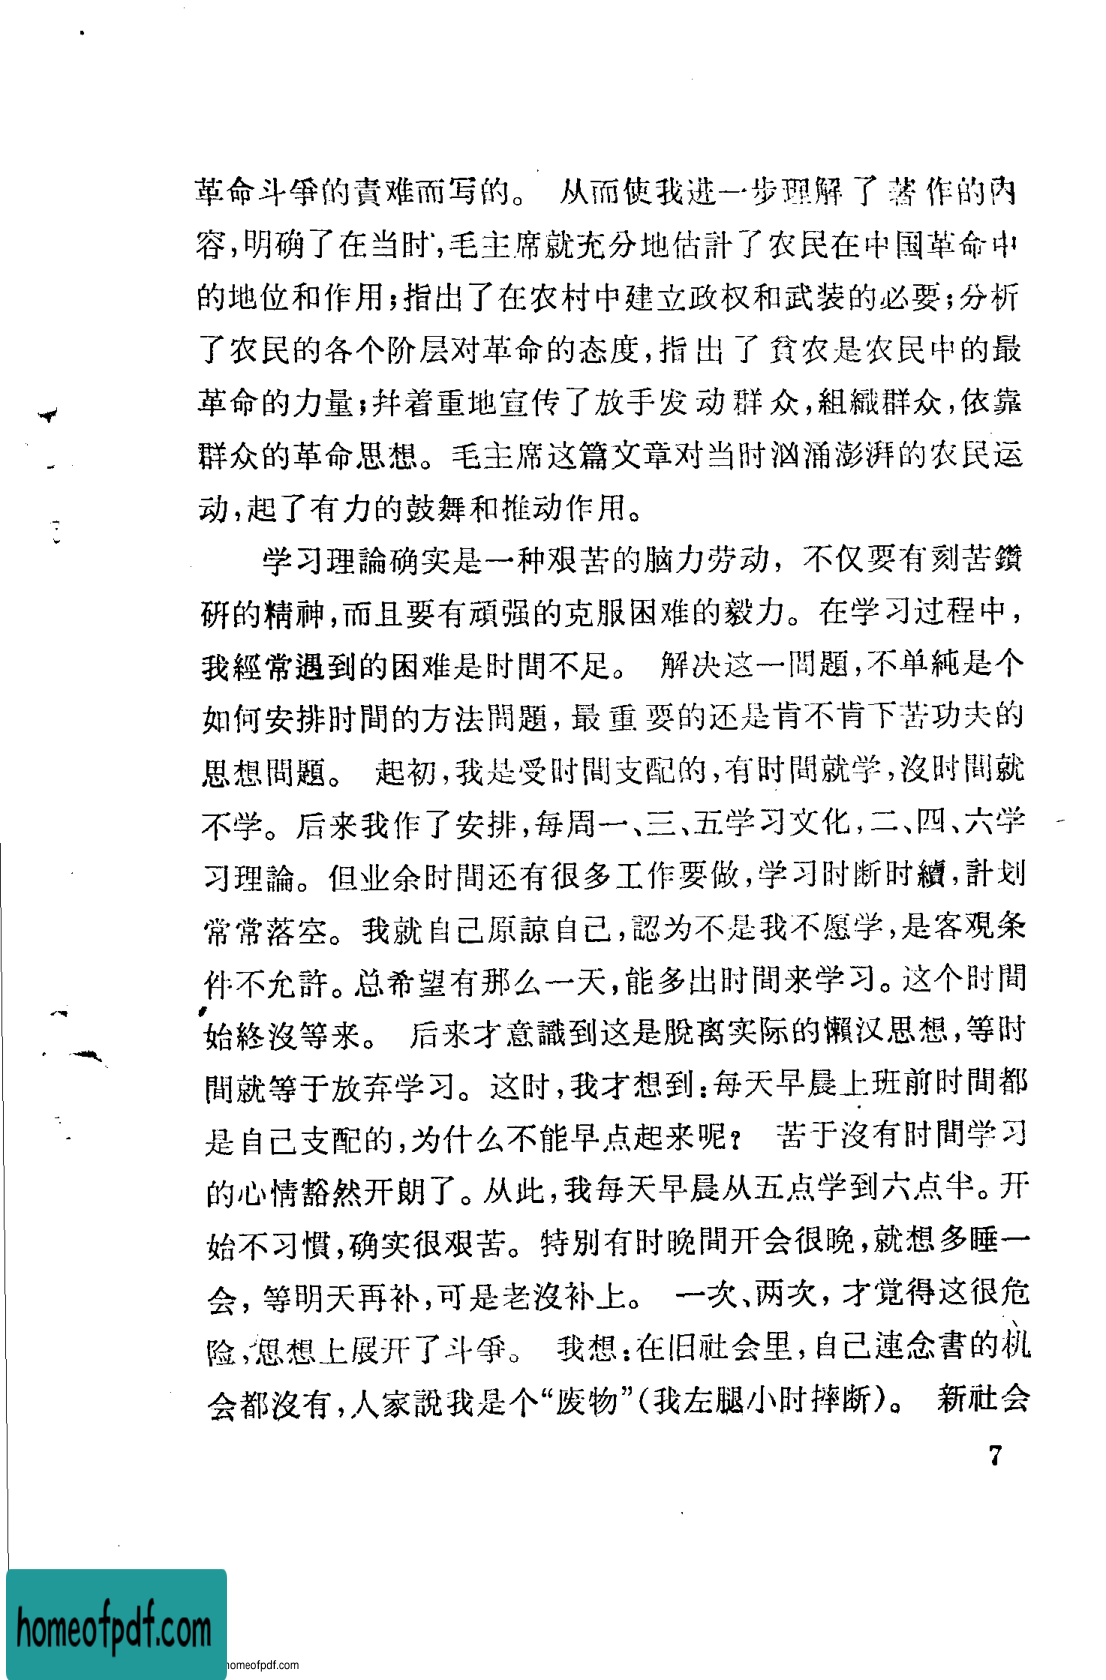 革命斗爭的責难而写的。 从而使我进一步理解了著作的內
容,明确了在当时,毛主席就充分地估計了农民在中国革命中
的地位和作用;指出了在农村中建立政权和武装的必要;分析
了农民的各个阶层对革命的态度,指出了貧农是农民中的最
革命的力量;幷着重地宣传了放手发动群众,組織群众,依靠
群众的革命思想。毛主席这篇文章对当时汹涌澎湃的农民运
动,起了有力的鼓舞和推动作用。
学习理論确实是一种艰苦的脑力劳动, 不仅要有刻苦鑽
研的精神,而且要有頑强的克服困难的毅力。在学习过程中,
我經常遇到的困难是时間不足。 解决这一問題,不单純是个
如何安排时間的方法問題, 最重要的还是肯不肯下苦功夫的
思想問題。 起初,我是受时間支配的,有时間就学,沒时間就
不学。后来我作了安排,每周一、三、五学习文化,二、四、六学
习理論。但业余时間还有很多工作要做,学习时断时續,計划
常常落空。我就自己原諒自己,認为不是我不愿学,是客观条
件不允許。总希望有那么一天,能多出时間来学习。这个时間
始終沒等来。 后来才意識到这是脫离实际的懶汉思想,等时
間就等于放弃学习。这时,我才想到:每天早晨上班前时間都
是自己支配的,为什么不能早点起来呢? 苦于沒有时間学习
的心情豁然开朗了。从此,我每天早晨从五点学到六点半。开
始不习慣,确实很艰苦。特別有时晚間开会很晚,就想多睡一
会, 等明天再补,可是老沒补上。 一次、两次, 才覚得这很危
险,思想上展开了斗爭。 我想:在旧社会里,自己連念書的机
会都沒有,人家說我是个“废物”(我左腿小时摔断)。 新社会
7
homeofpdf.com
homeofpdf.com